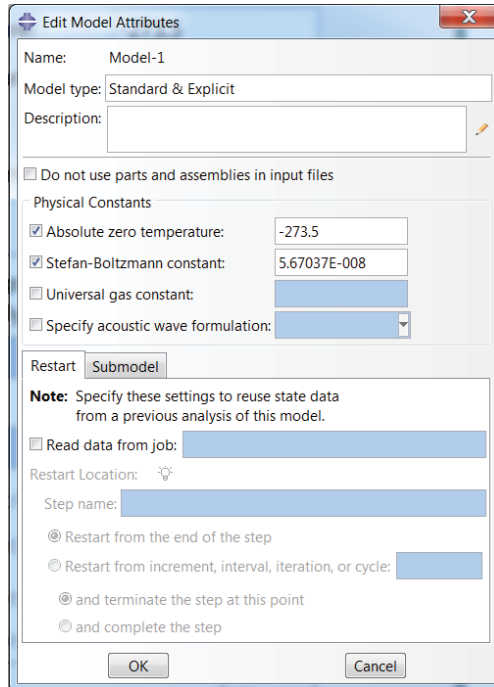 Edit Model Attributes
X
Name: Model-1
Model type: Standard & Explicit
Description:
Do not use parts and assemblies in input files
Physical Constants
Absolute zero temperature: -273.5
Stefan-Boltzmann constant: 5.67037E-008
Universal gas constant:
Specify acoustic wave formulation:
Restart Submodel
Note: Specify these settings to reuse state data
from a previous analysis of this model.
Read data from job:
Restart Location:
Step name:
Restart from the end of the step
Restart from increment, interval, iteration, or cycle:
and terminate the step at this point
and complete the step
OK Cancel